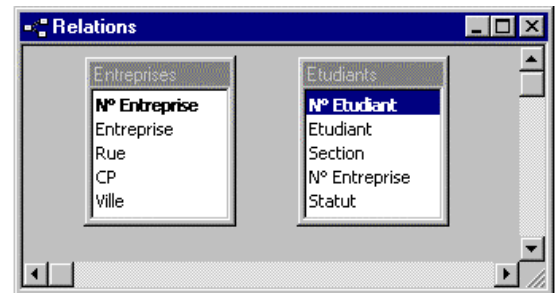 Relations
Entreprises
N° Entreprise
Entreprise
Rue
CP
Ville
Etudiants
N° Etudiant
Etudiant
Section
N° Entreprise
Statut